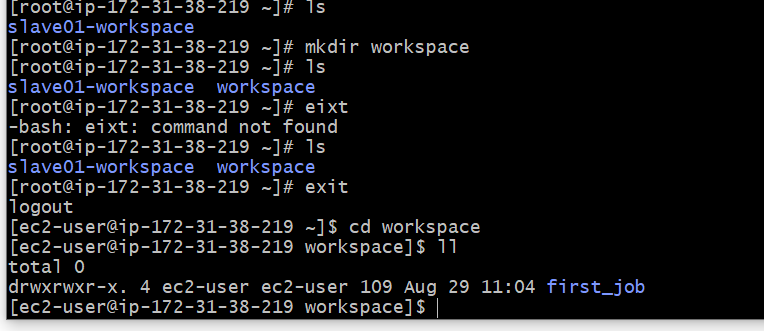 [root@ip-172-31-38-219 ~]# ls
slave01-workspace
[root@ip-172-31-38-219 ~]# mkdir workspace
[root@ip-172-31-38-219 ~]# ls
slave01-workspace  workspace
[root@ip-172-31-38-219 ~]# eixt
-bash: eixt: command not found
[root@ip-172-31-38-219 ~]# ls
slave01-workspace  workspace
[root@ip-172-31-38-219 ~]# exit
logout
[ec2-user@ip-172-31-38-219 ~]$ cd workspace
[ec2-user@ip-172-31-38-219 workspace]$ ll
total 0
drwxrwxr-x. 4 ec2-user ec2-user 109 Aug 29 11:04 first_job
[ec2-user@ip-172-31-38-219 workspace]$